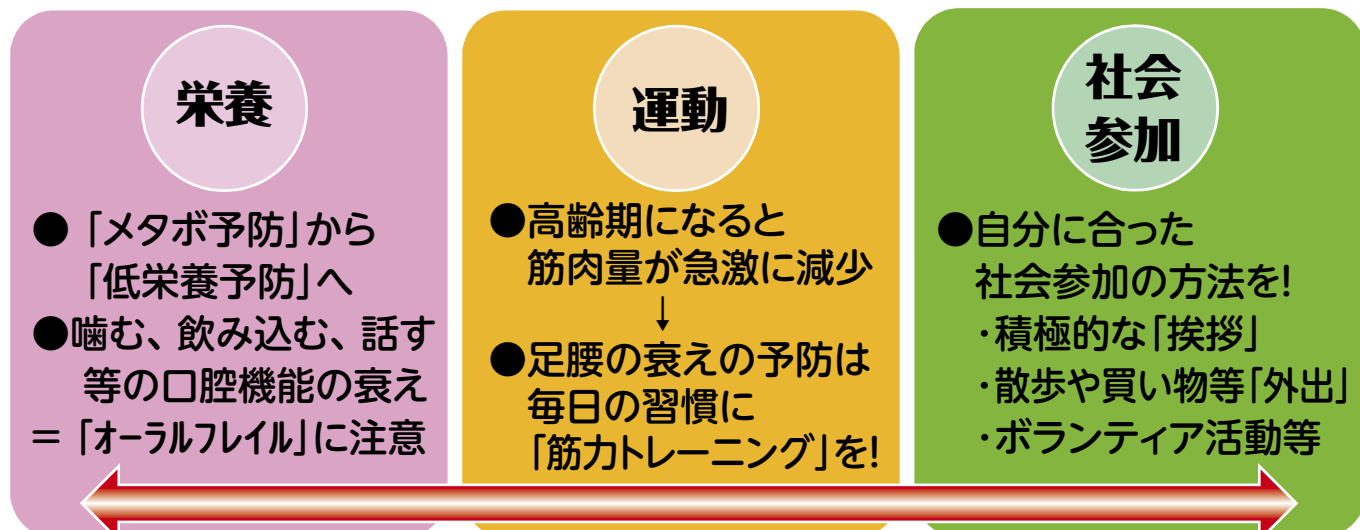 栄養
●「メタボ予防」から
「低栄養予防」へ
●噛む、飲み込む、話す
等の口腔機能の衰え
=「オーラルフレイル」に注意
運動
●高齢期になると
筋肉量が急激に減少
↓
●足腰の衰えの予防は
毎日の習慣に
「筋力トレーニング」を!
社会
参加
●自分に合った
社会参加の方法を!
・積極的な「挨拶」
・散歩や買い物等「外出」
・ボランティア活動等